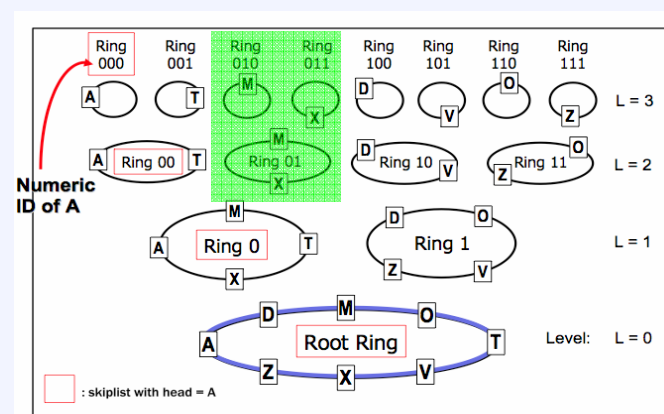 Ring Ring Ring Ring Ring Ring Ring Ring
000 001 010 011 100 101 110 111
A T M X D V O Z L = 3
A Ring 00 T M Ring 01 X D Ring 10 V Z Ring 11 O L = 2
Numeric
ID of A
M D O
A Ring 0 T Ring 1 L = 1
X Z V
D M O
A Root Ring T Level: L = 0
Z X V
: skiplist with head = A